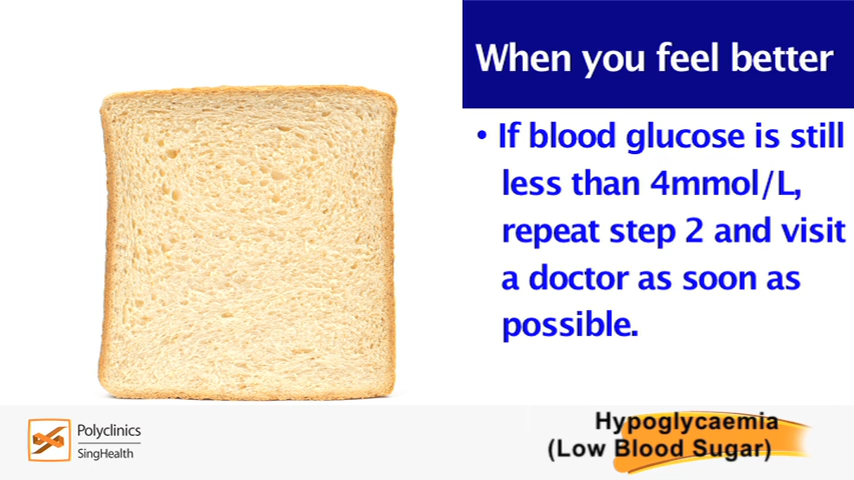 When you feel better
• If blood glucose is still
less than 4mmol/L,
repeat step 2 and visit
a doctor as soon as
possible.
Polyclinics
SingHealth
Hypoglycaemia
(Low Blood Sugar)